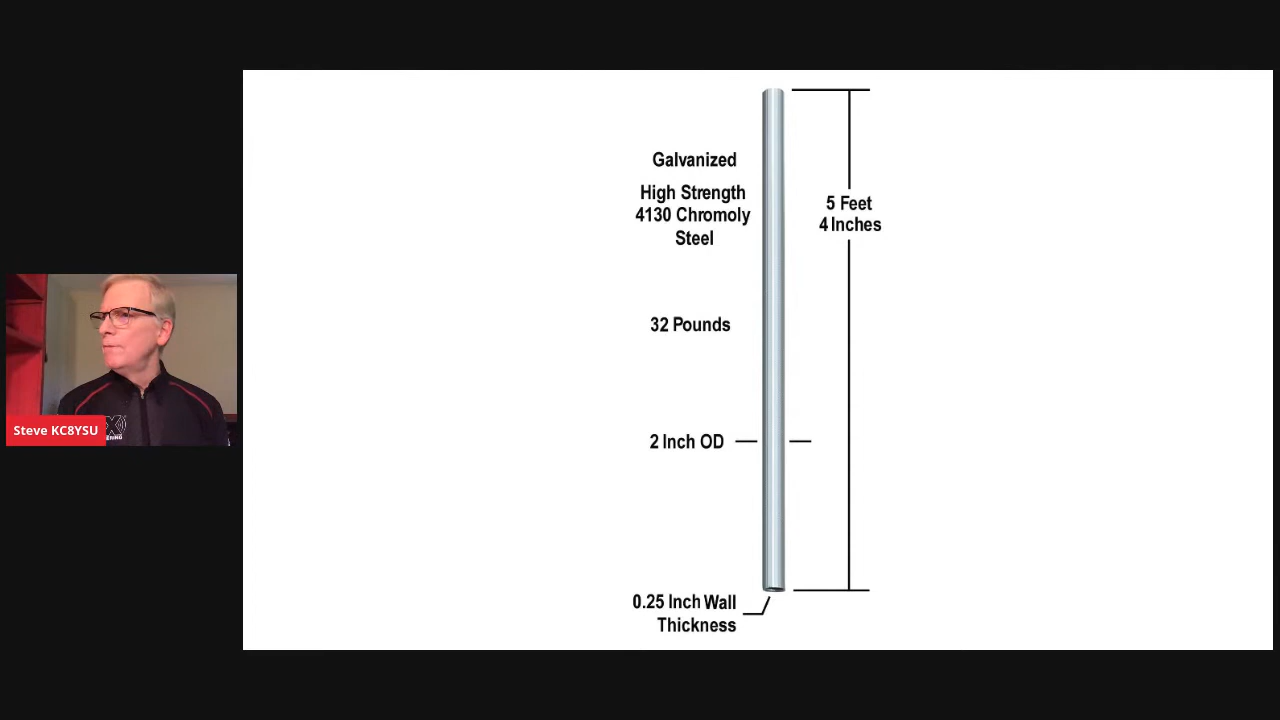 Galvanized
High Strength
4130 Chromoly
Steel
5 Feet
4 Inches
32 Pounds
2 Inch OD
Steve KC8YSU
0.25 Inch Wall
Thickness